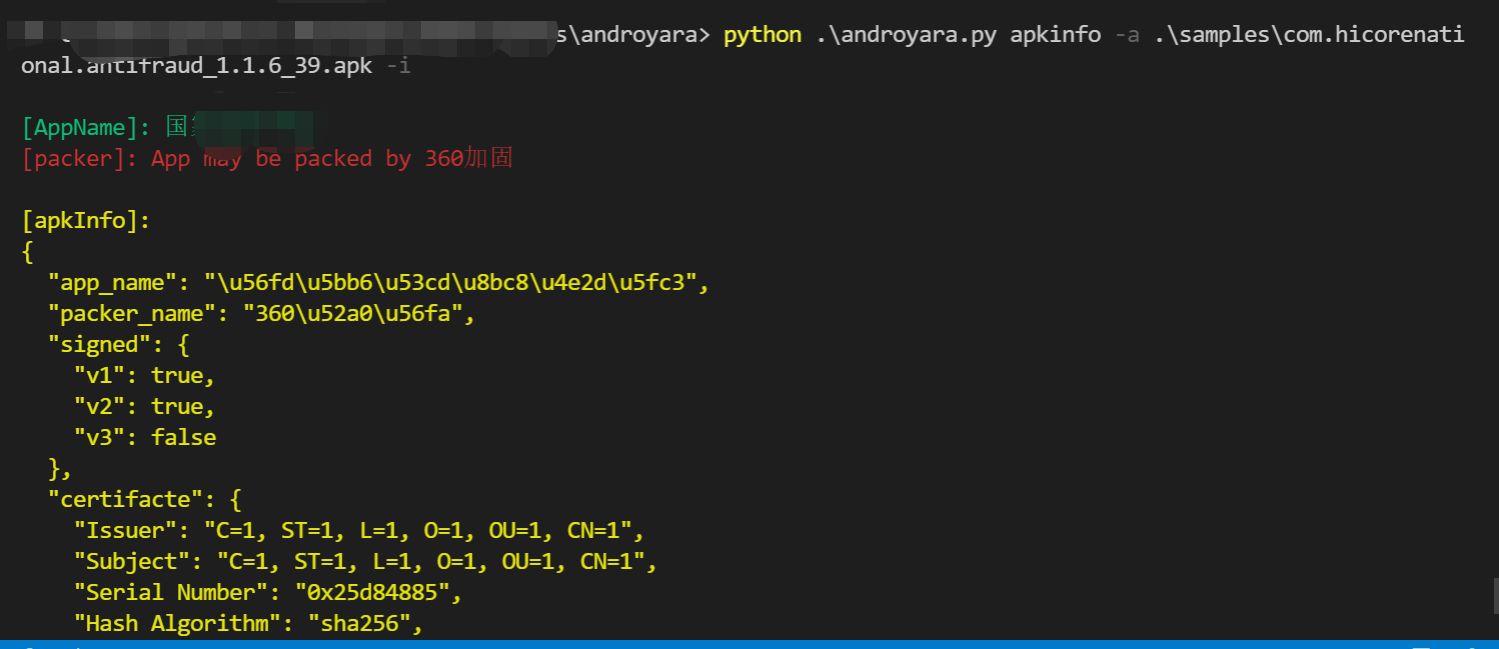 s\androyara> python .\androyara.py apkinfo -a .\samples\com.hicorenati
onal.antifraud_1.1.6_39.apk -i
[AppName]: 国
[packer]: App may be packed by 360加固
[apkInfo]:
{
"app_name": "\u56fd\u5bb6\u53cd\u8bc8\u4e2d\u5fc3",
"packer_name": "360\u52a0\u56fa",
"signed": {
"v1": true,
"v2": true,
"v3": false
},
"certifacte": {
"Issuer": "C=1, ST=1, L=1, O=1, OU=1, CN=1",
"Subject": "C=1, ST=1, L=1, O=1, OU=1, CN=1",
"Serial Number": "0x25d84885",
"Hash Algorithm": "sha256",